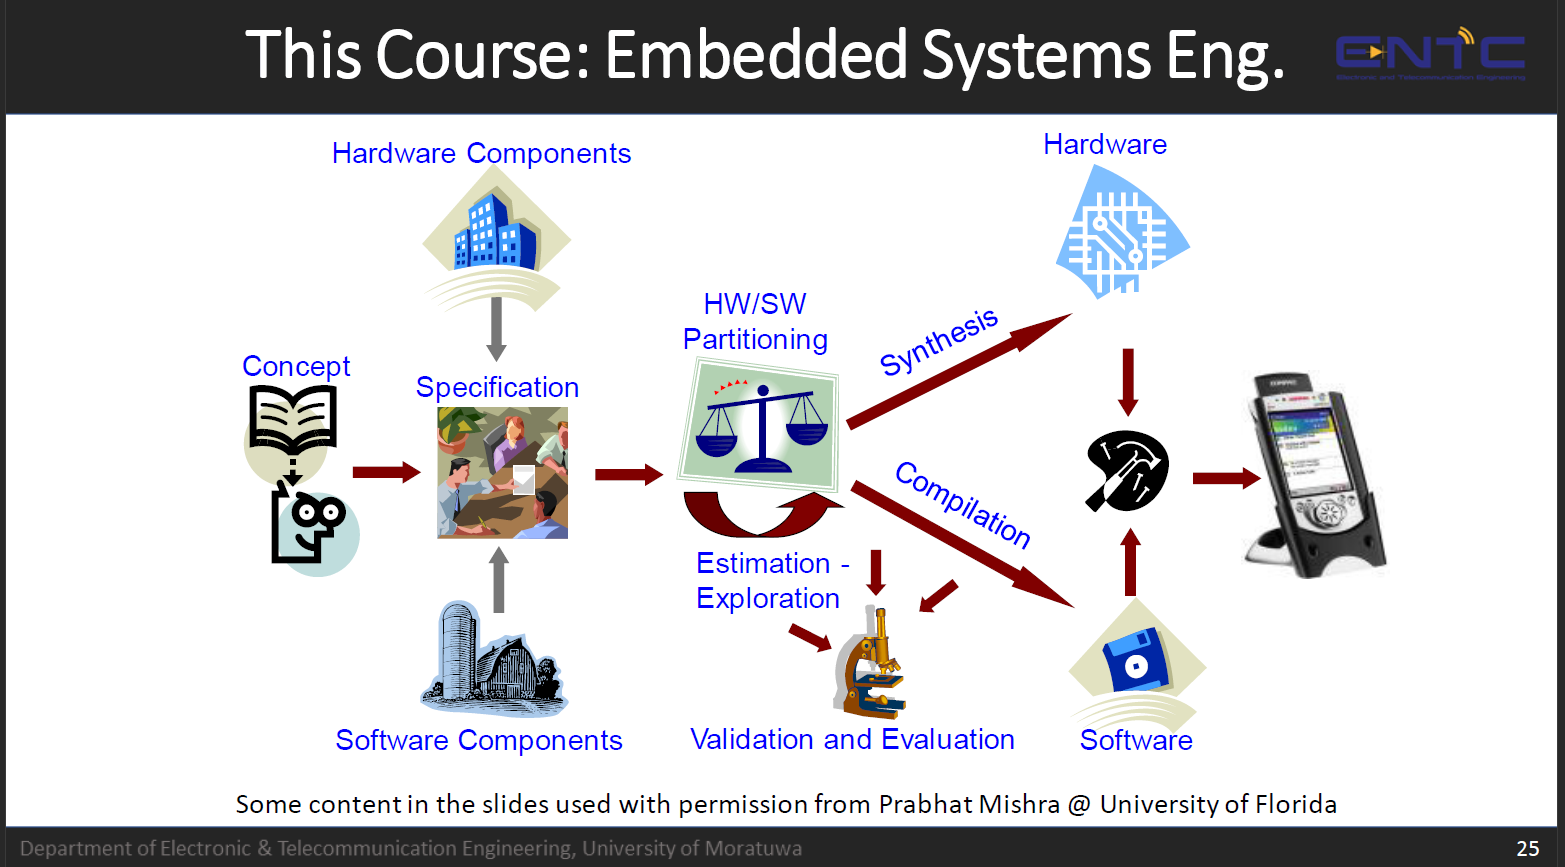 This Course: Embedded Systems Eng.
ENTC
Electronic and Telecommunication Engineering
Hardware Components
Hardware
HW/SW
Partitioning
Synthesis
Concept
Specification
Compilation
Estimation -
Exploration
Software Components
Validation and Evaluation
Software
Some content in the slides used with permission from Prabhat Mishra @ University of Florida
Department of Electronic & Telecommunication Engineering, University of Moratuwa
25